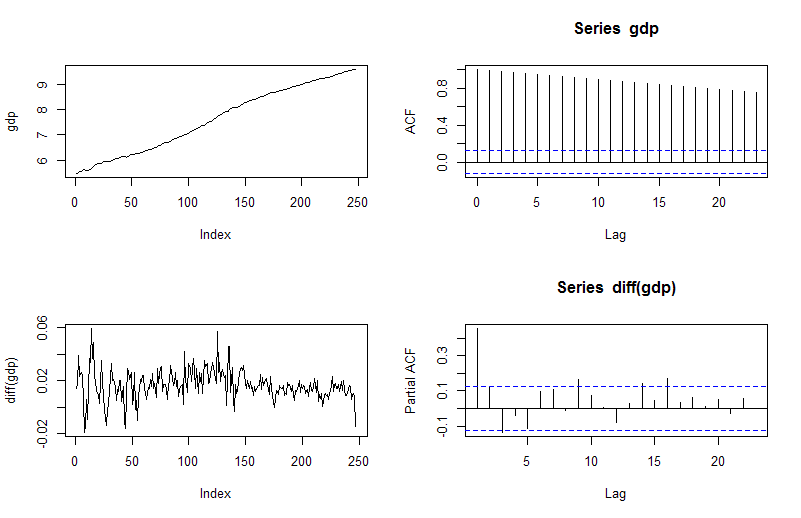 Series gdp
gdp
6 7 8 9
0 50 100 150 200 250
Index
ACF
0.0 0.4 0.8
0 5 10 15 20
Lag
Series diff(gdp)
diff(gdp)
-0.02 0.02 0.06
0 50 100 150 200 250
Index
Partial ACF
-0.1 0.1 0.3
5 10 15 20
Lag